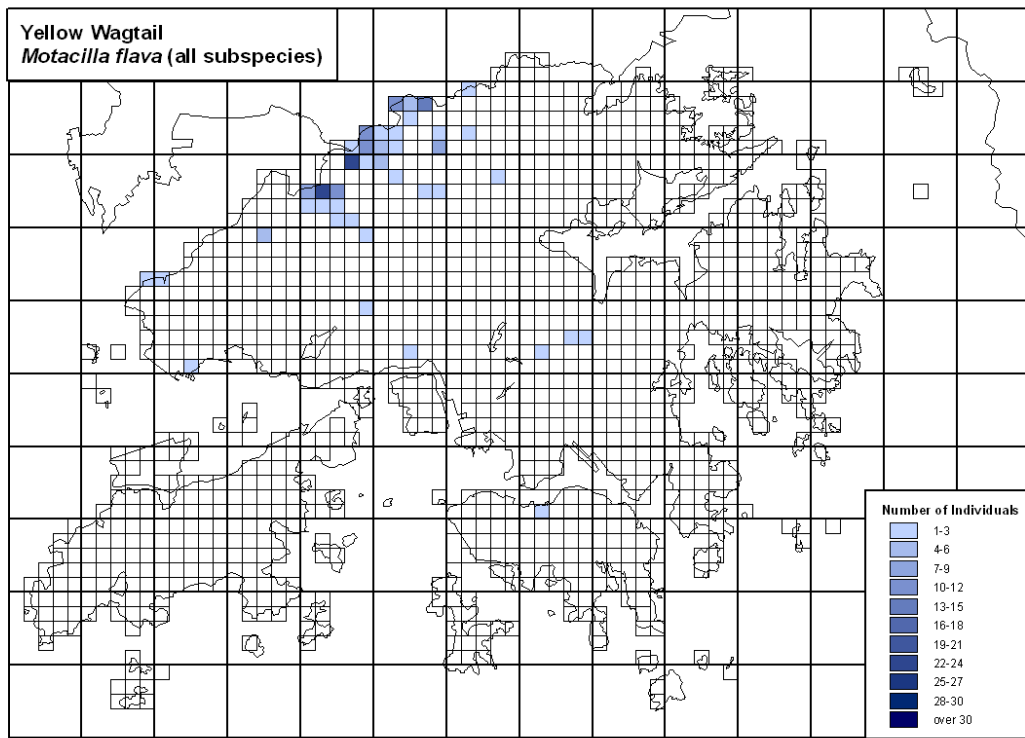 Yellow Wagtail
Motacilla flava (all subspecies)
Number of Individuals
1-3
4-6
7-9
10-12
13-15
16-18
19-21
22-24
25-27
28-30
over 30